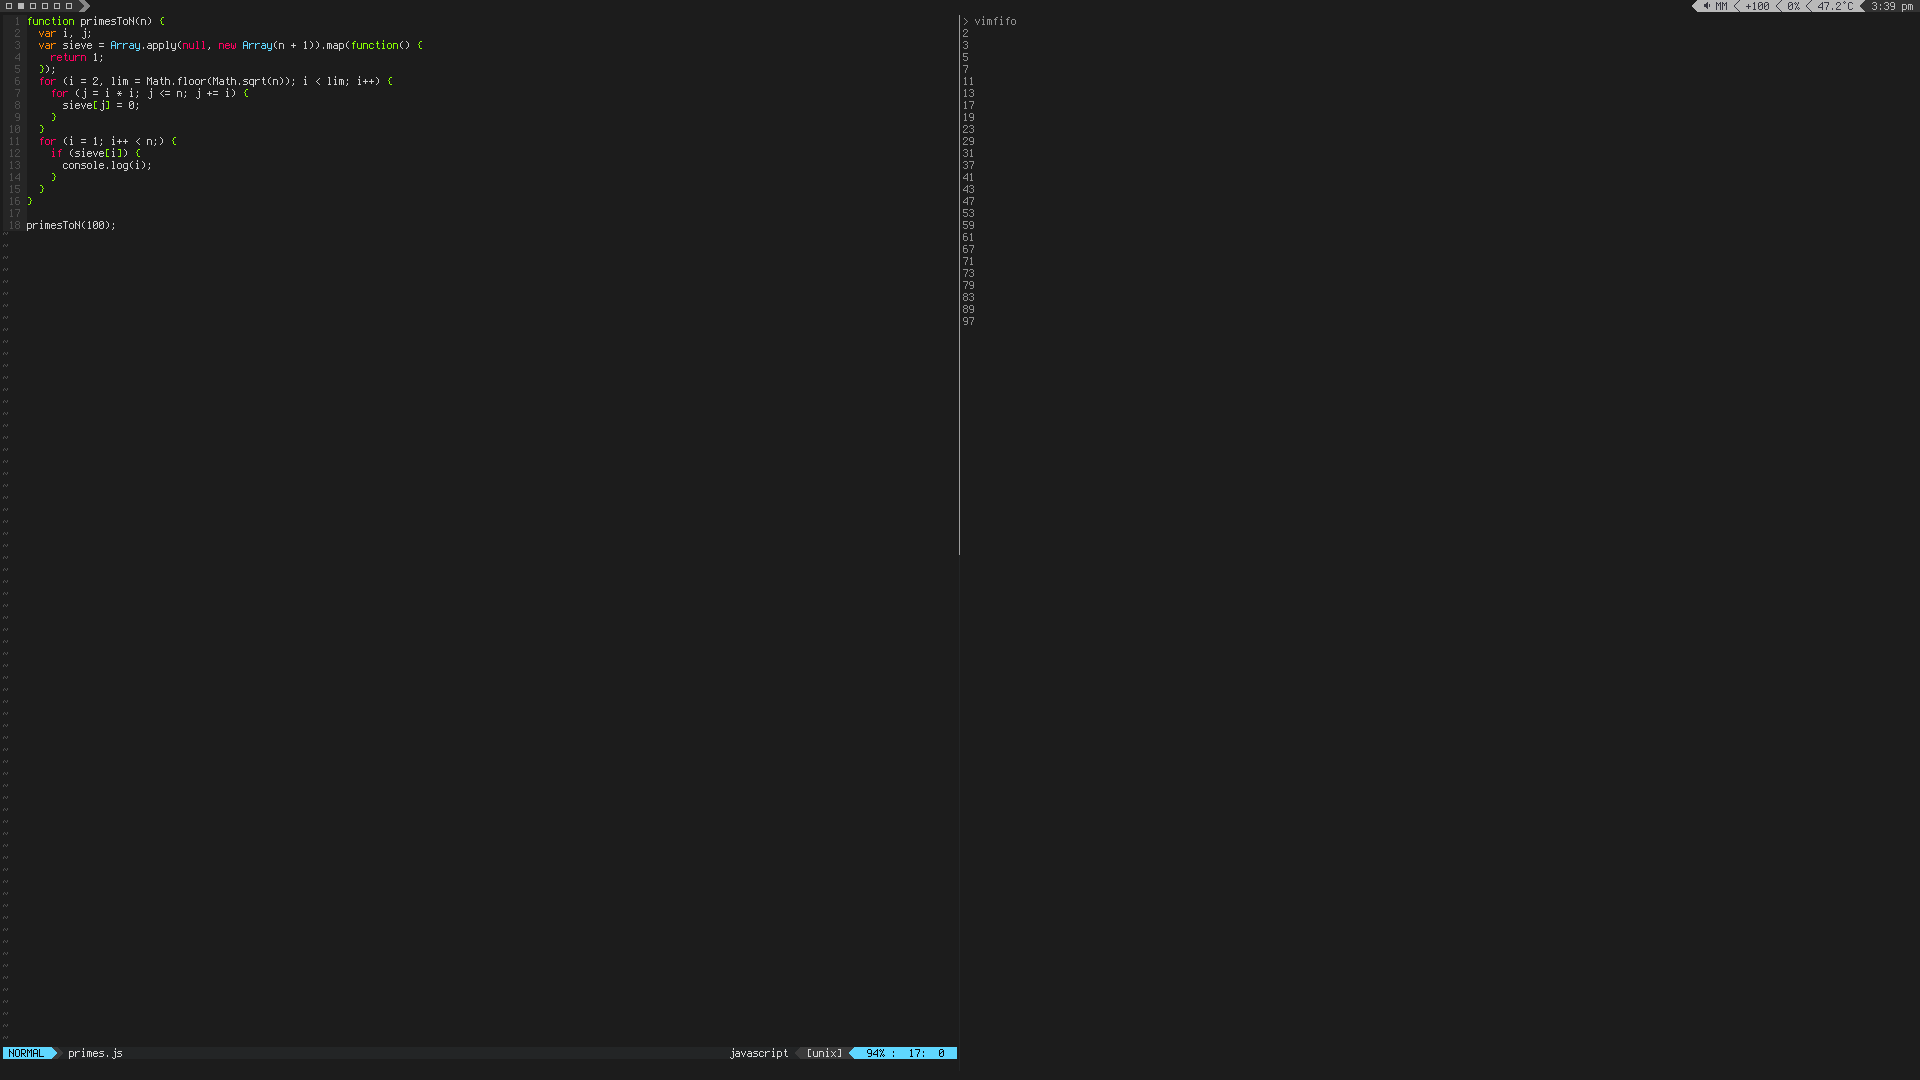 MM +100 0% 47.2°C 3:39 pm
1 function primesToN(n) {
2   var i, j;
3   var sieve = Array.apply(null, new Array(n + 1)).map(function() {
4     return 1;
5   });
6   for (i = 2, lim = Math.floor(Math.sqrt(n)); i < lim; i++) {
7     for (j = i * i; j <= n; j += i) {
8       sieve[j] = 0;
9     }
10   }
11   for (i = 1; i++ < n;) {
12     if (sieve[i]) {
13       console.log(i);
14     }
15   }
16 }
17
18 primesToN(100);
NORMAL primes.js javascript [unix] 94% : 17: 0
> vimfifo
2
3
5
7
11
13
17
19
23
29
31
37
41
43
47
53
59
61
67
71
73
79
83
89
97